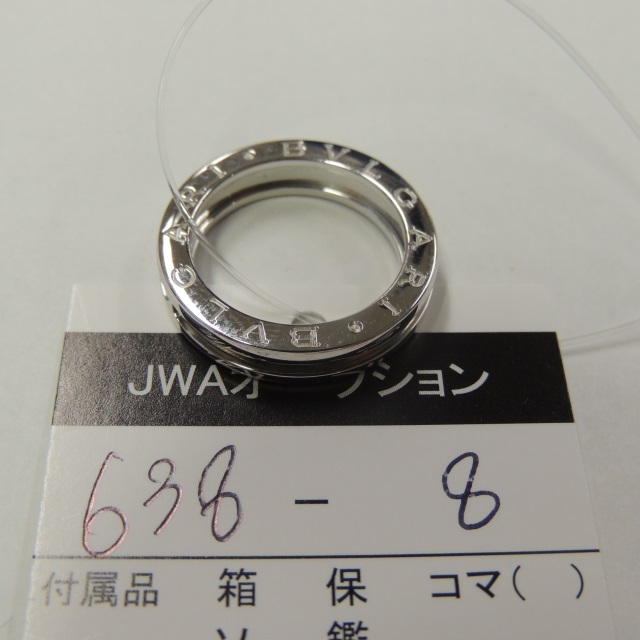 BVLGARI • BVLGARI •
JWAオークション
638 - 8
付属品 箱 保 コマ( )